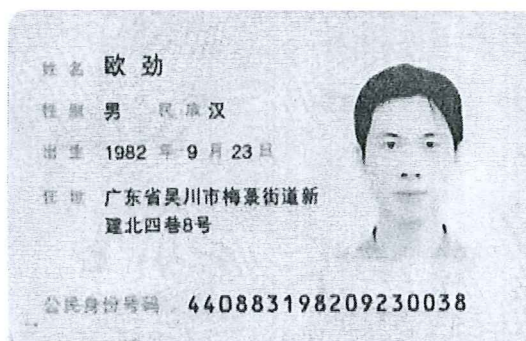 姓名 欧劲
性别 男 民族 汉
出生 1982 年 9 月 23 日
住址 广东省吴川市梅菉街道新
建北四巷8号
公民身份号码 440883198209230038